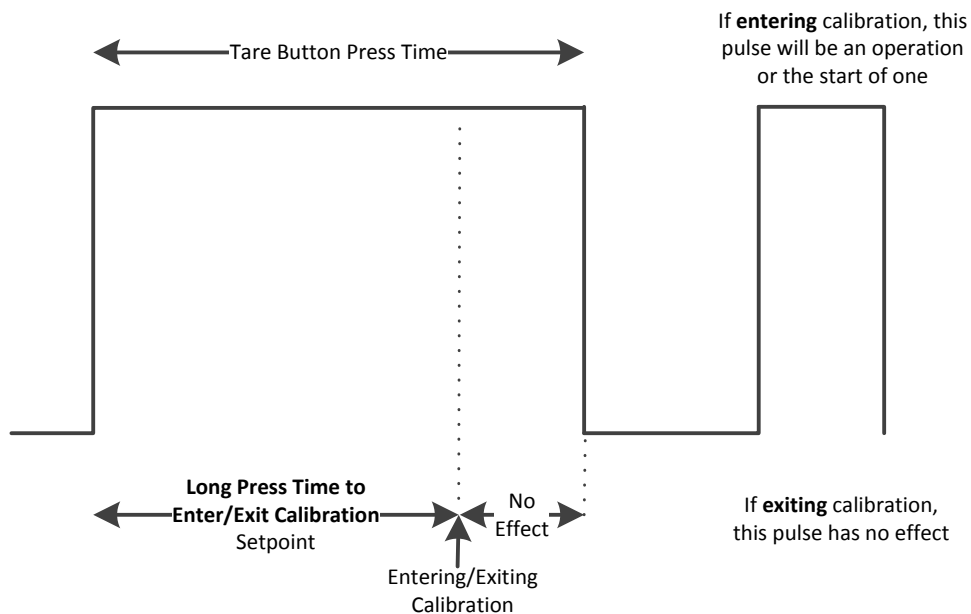 If entering calibration, this
pulse will be an operation
or the start of one
Tare Button Press Time
Long Press Time to
Enter/Exit Calibration
Setpoint
No
Effect
If exiting calibration,
this pulse has no effect
Entering/Exiting
Calibration